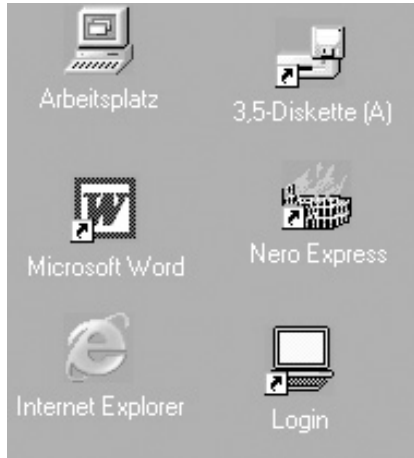 Arbeitsplatz
3,5-Diskette (A)
Microsoft Word
Nero Express
Internet Explorer
Login